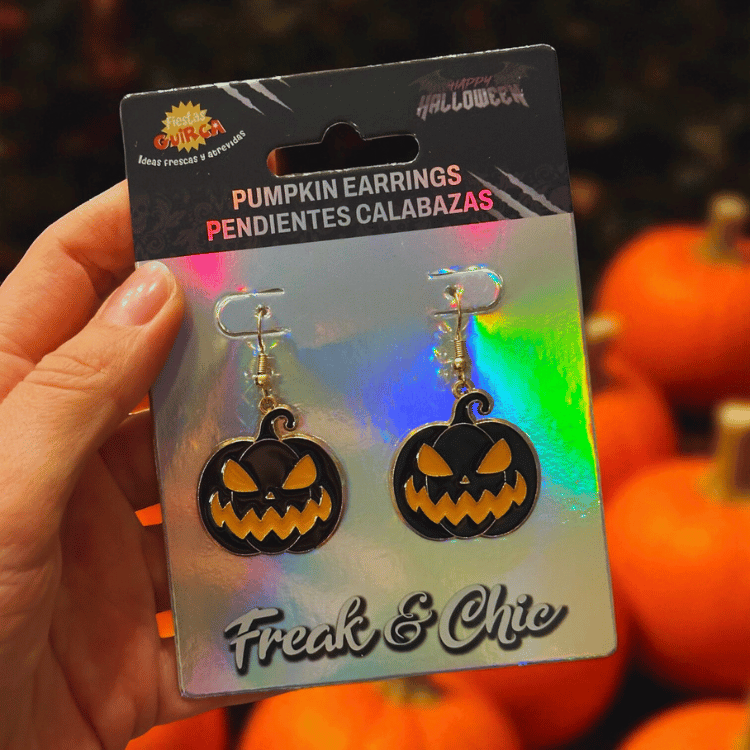 Fiestas
GUiRCA
Ideas frescas y atrevidas
HAPPY
HALLOWEEN
PUMPKIN EARRINGS
PENDIENTES CALABAZAS
Freak & Chic